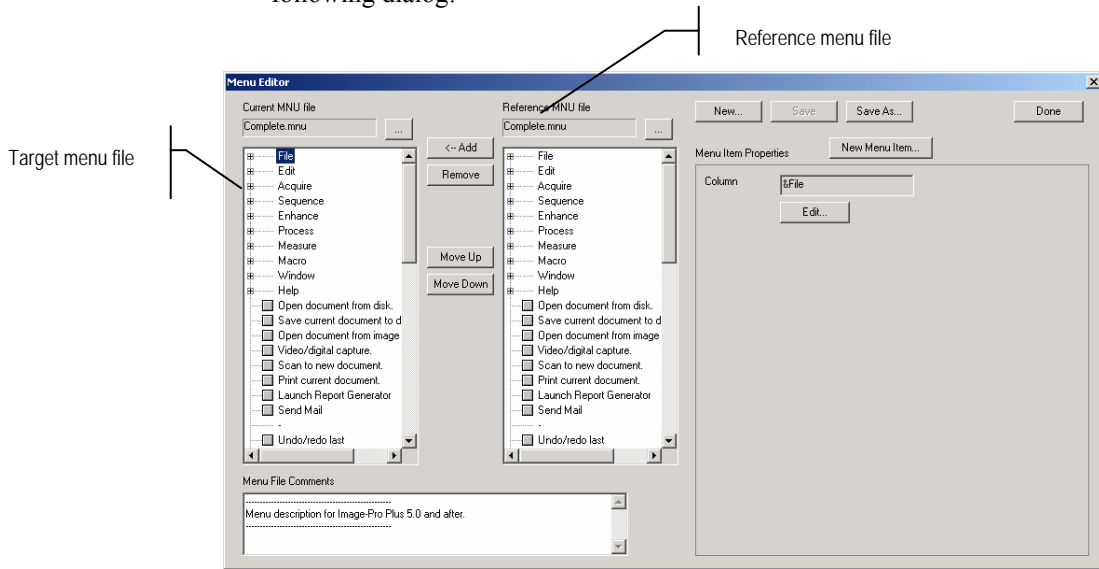 following dialog:
Reference menu file
Target menu file
Menu Editor
Current MNU file
Complete.mnu
...
File
Edit
Acquire
Sequence
Enhance
Process
Measure
Macro
Window
Help
Open document from disk.
Save current document to d
Open document from image
Video/digital capture.
Scan to new document.
Print current document.
Launch Report Generator
Send Mail
-
Undo/redo last
<-- Add
Remove
Move Up
Move Down
Reference MNU file
Complete.mnu
...
File
Edit
Acquire
Sequence
Enhance
Process
Measure
Macro
Window
Help
Open document from disk.
Save current document to d
Open document from image
Video/digital capture.
Scan to new document.
Print current document.
Launch Report Generator
Send Mail
-
Undo/redo last
New...
Save
Save As...
Done
Menu Item Properties
New Menu Item...
Column
&File
Edit...
Menu File Comments
------------------------------------------------
Menu description for Image-Pro Plus 5.0 and after.
------------------------------------------------